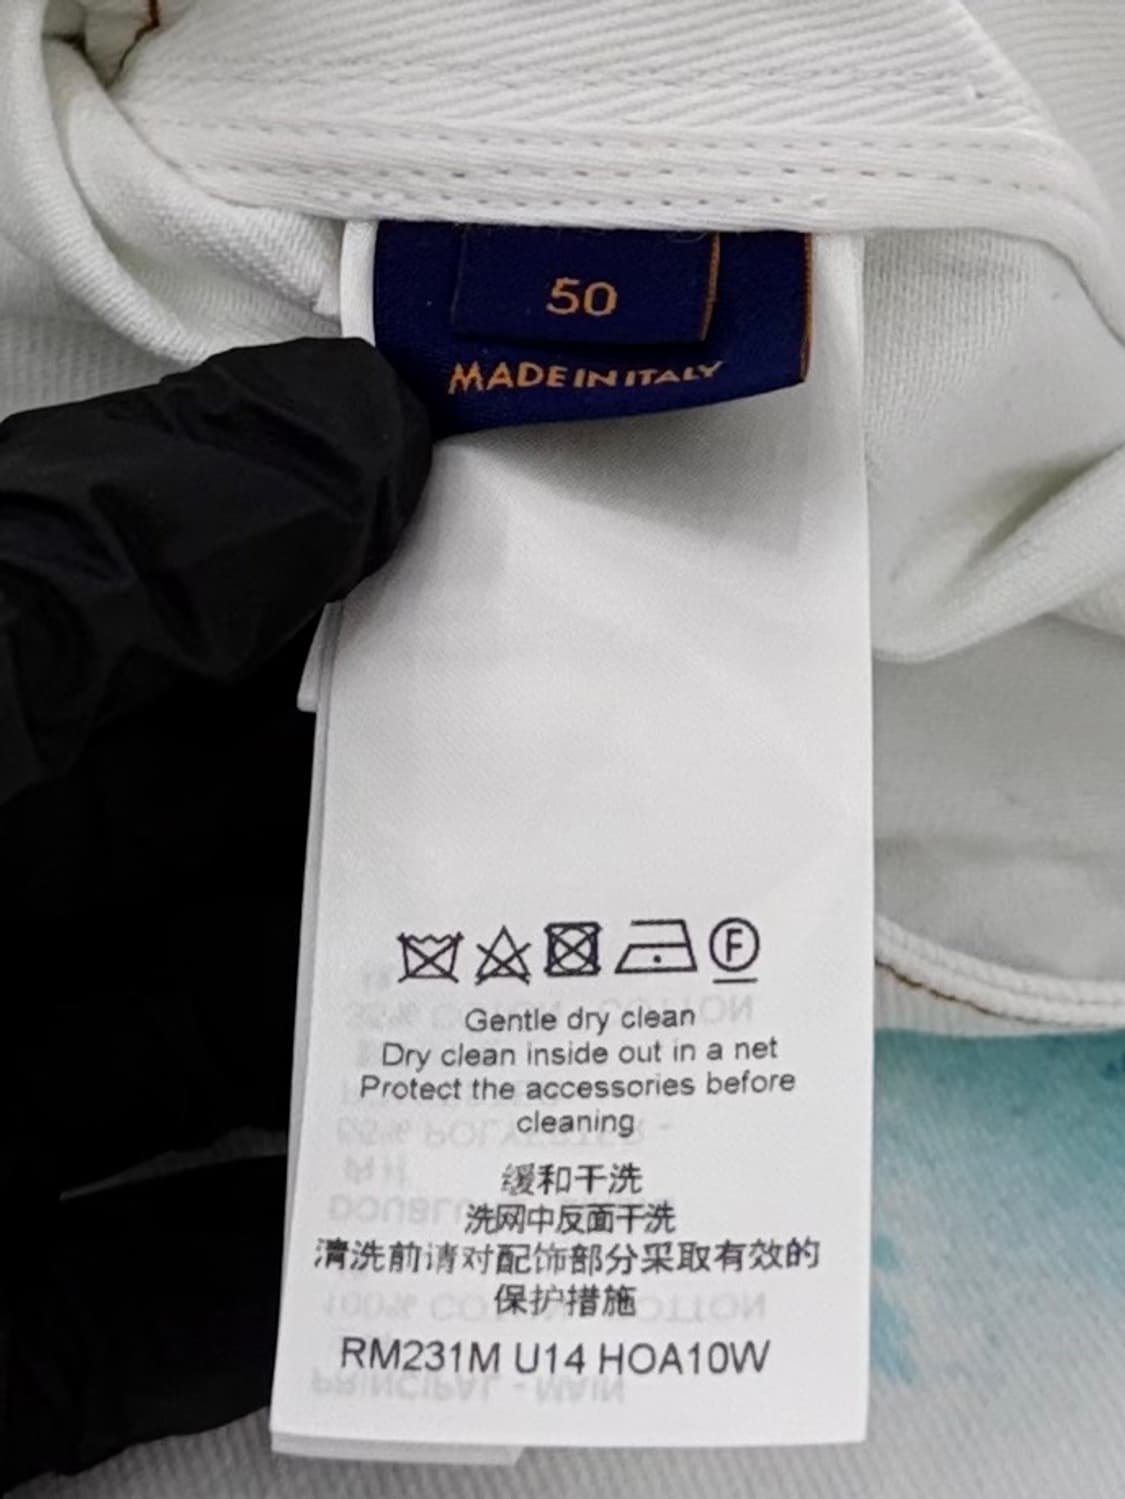 50
MADE IN ITALY
F
Gentle dry clean
Dry clean inside out in a net
Protect the accessories before
cleaning
缓和干洗
洗网中反面干洗
清洗前请对配饰部分采取有效的
保护措施
RM231M U14 HOA10W